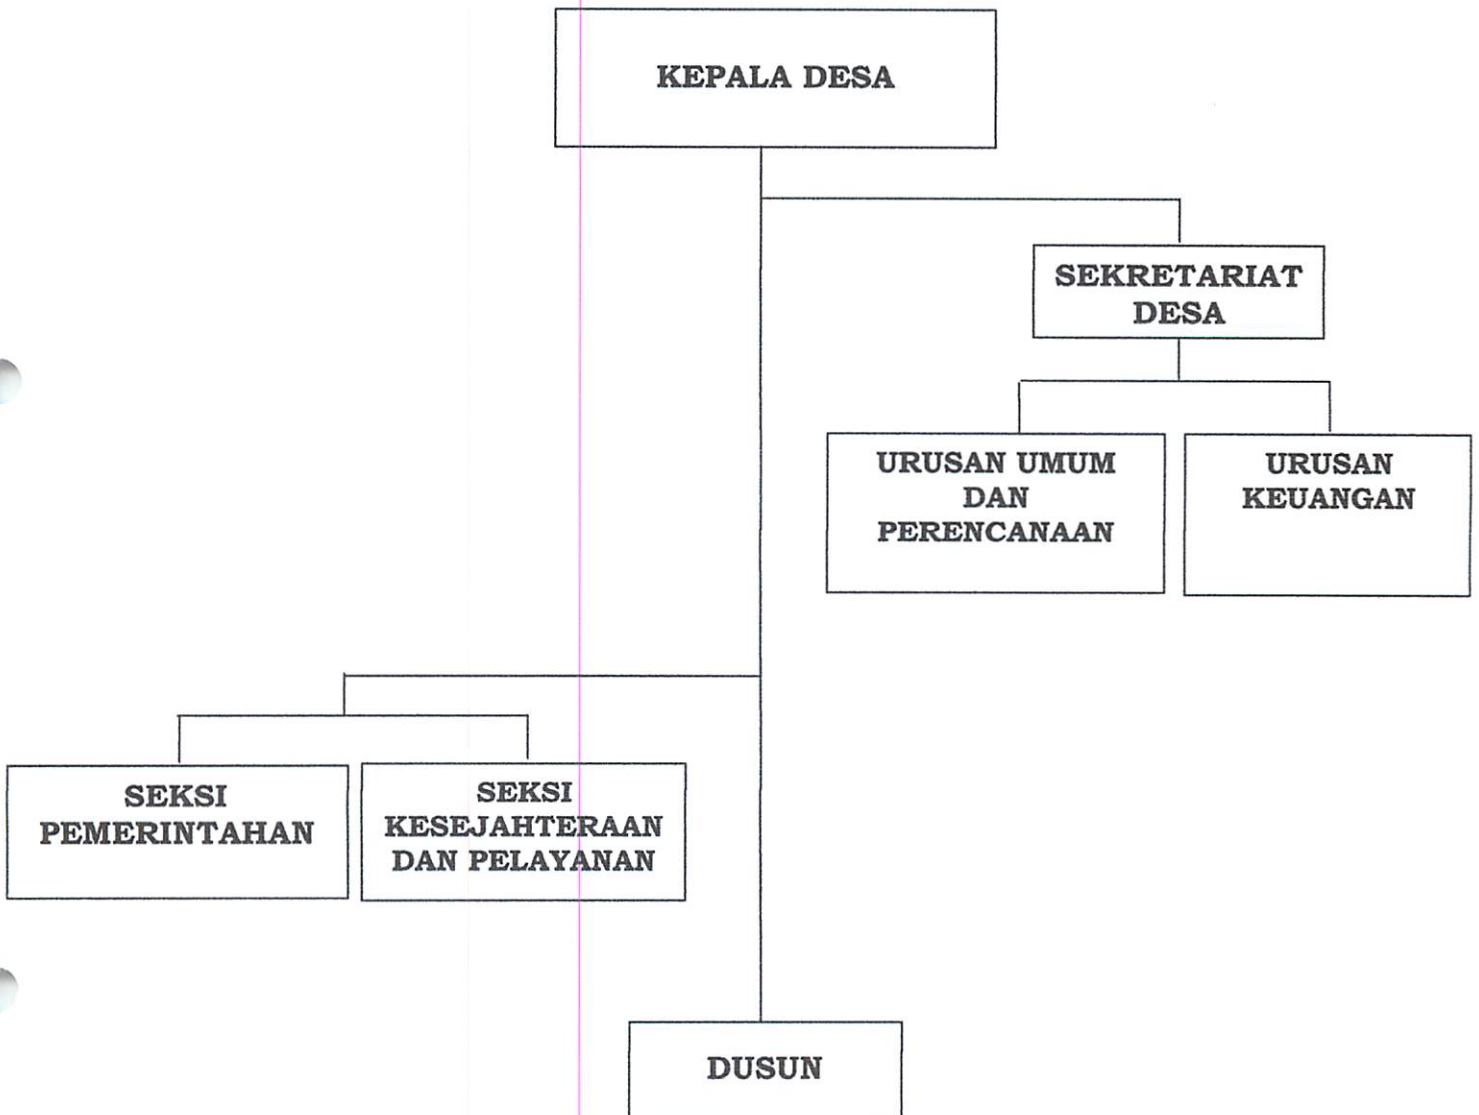 KEPALA DESA
SEKRETARIAT
DESA
URUSAN UMUM
DAN
PERENCANAAN
URUSAN
KEUANGAN
SEKSI
PEMERINTAHAN
SEKSI
KESEJAHTERAAN
DAN PELAYANAN
DUSUN